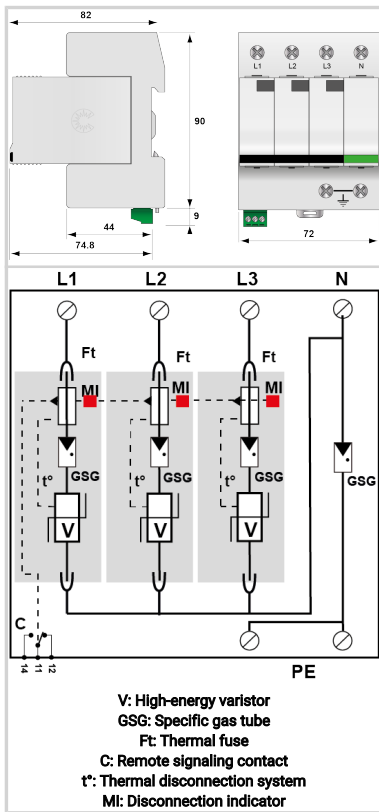 82
L1 L2 L3 N
90
9
44
74.8
72
L1 L2 L3 N
Ft Ft Ft
MI MI MI
t° GSG t° GSG t° GSG GSG
V V V
C
14 11 12
PE
V: High-energy varistor
GSG: Specific gas tube
Ft: Thermal fuse
C: Remote signaling contact
t°: Thermal disconnection system
MI: Disconnection indicator